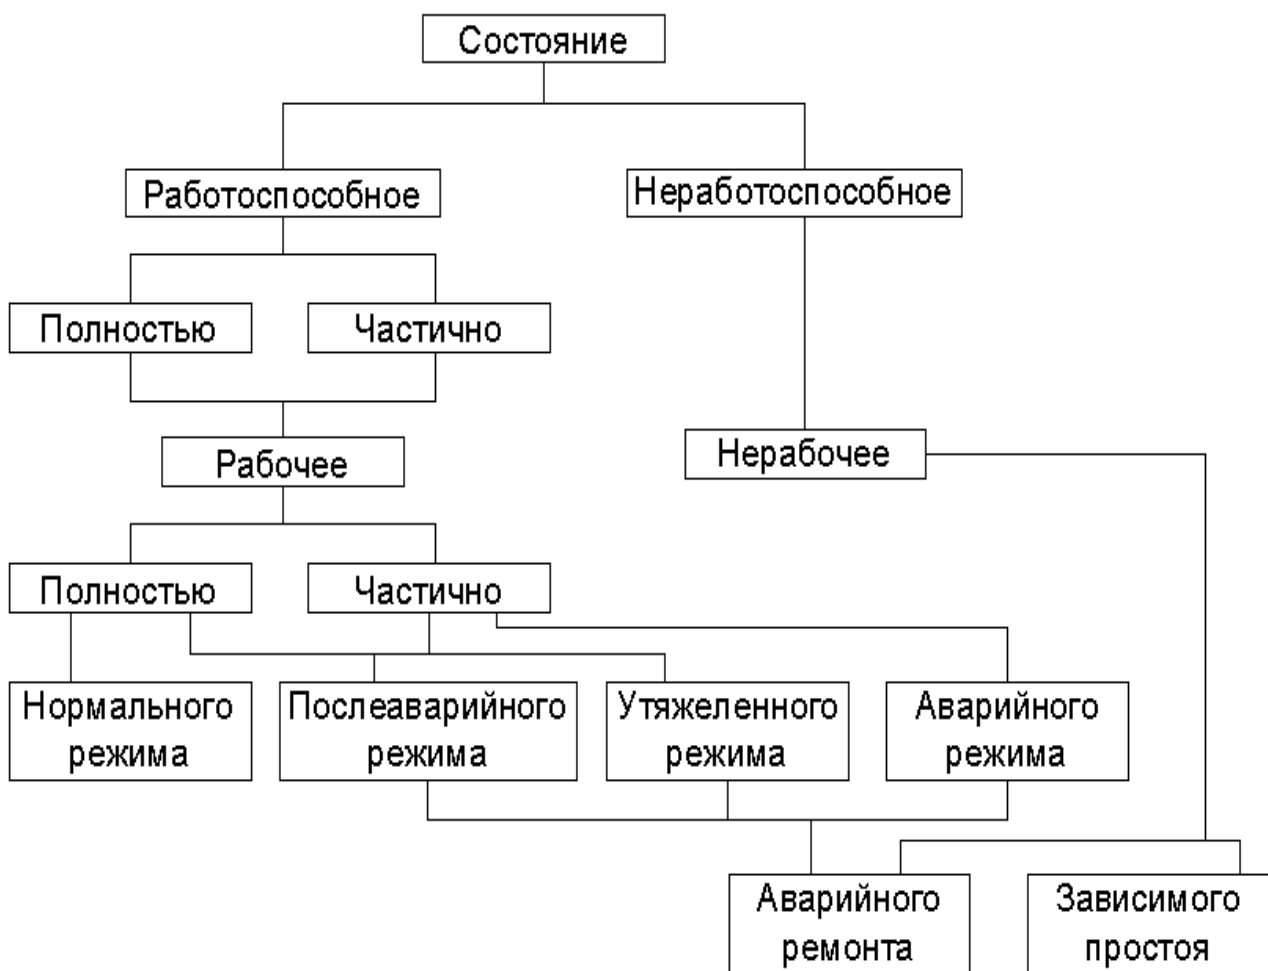 Состояние
Работоспособное
Неработоспособное
Полностью
Частично
Рабочее
Нерабочее
Полностью
Частично
Нормального
режима
Послеаварийного
режима
Утяжеленного
режима
Аварийного
режима
Аварийного
ремонта
Зависимого
простоя